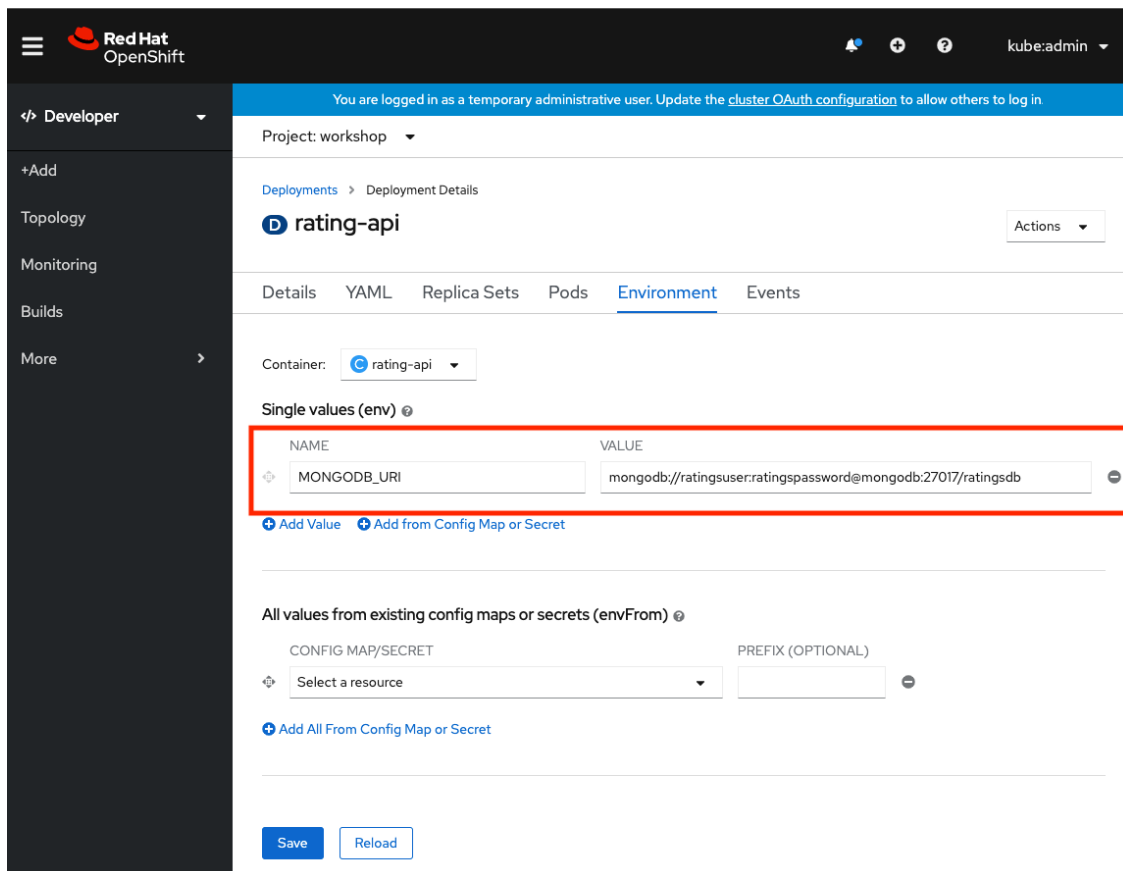 Red Hat
OpenShift
kube:admin
</> Developer
You are logged in as a temporary administrative user. Update the cluster OAuth configuration to allow others to log in.
Project: workshop
+Add
Topology
Monitoring
Builds
More
Deployments > Deployment Details
D rating-api
Actions
Details YAML Replica Sets Pods Environment Events
Container: C rating-api
Single values (env)
NAME VALUE
MONGODB_URI mongodb://ratingsuser:ratingspassword@mongodb:27017/ratingsdb
Add Value Add from Config Map or Secret
All values from existing config maps or secrets (envFrom)
CONFIG MAP/SECRET PREFIX (OPTIONAL)
Select a resource
Add All From Config Map or Secret
Save Reload